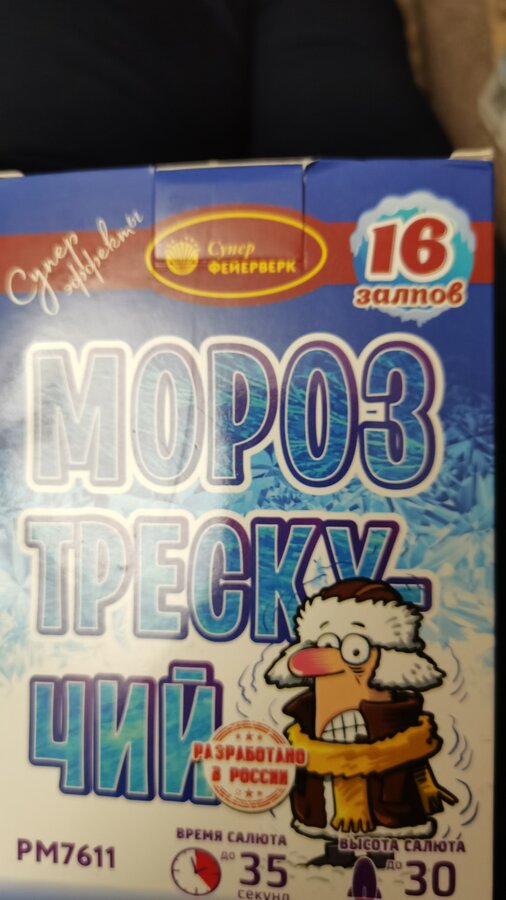 Супер
эффекты
Супер
ФЕЙЕРВЕРК
16
залпов
МОРОЗ
ТРЕСКУ-
ЧИЙ
РАЗРАБОТАНО
В РОССИИ
РМ7611
ВРЕМЯ САЛЮТА
до 35
секунд
ВЫСОТА САЛЮТА
до 30